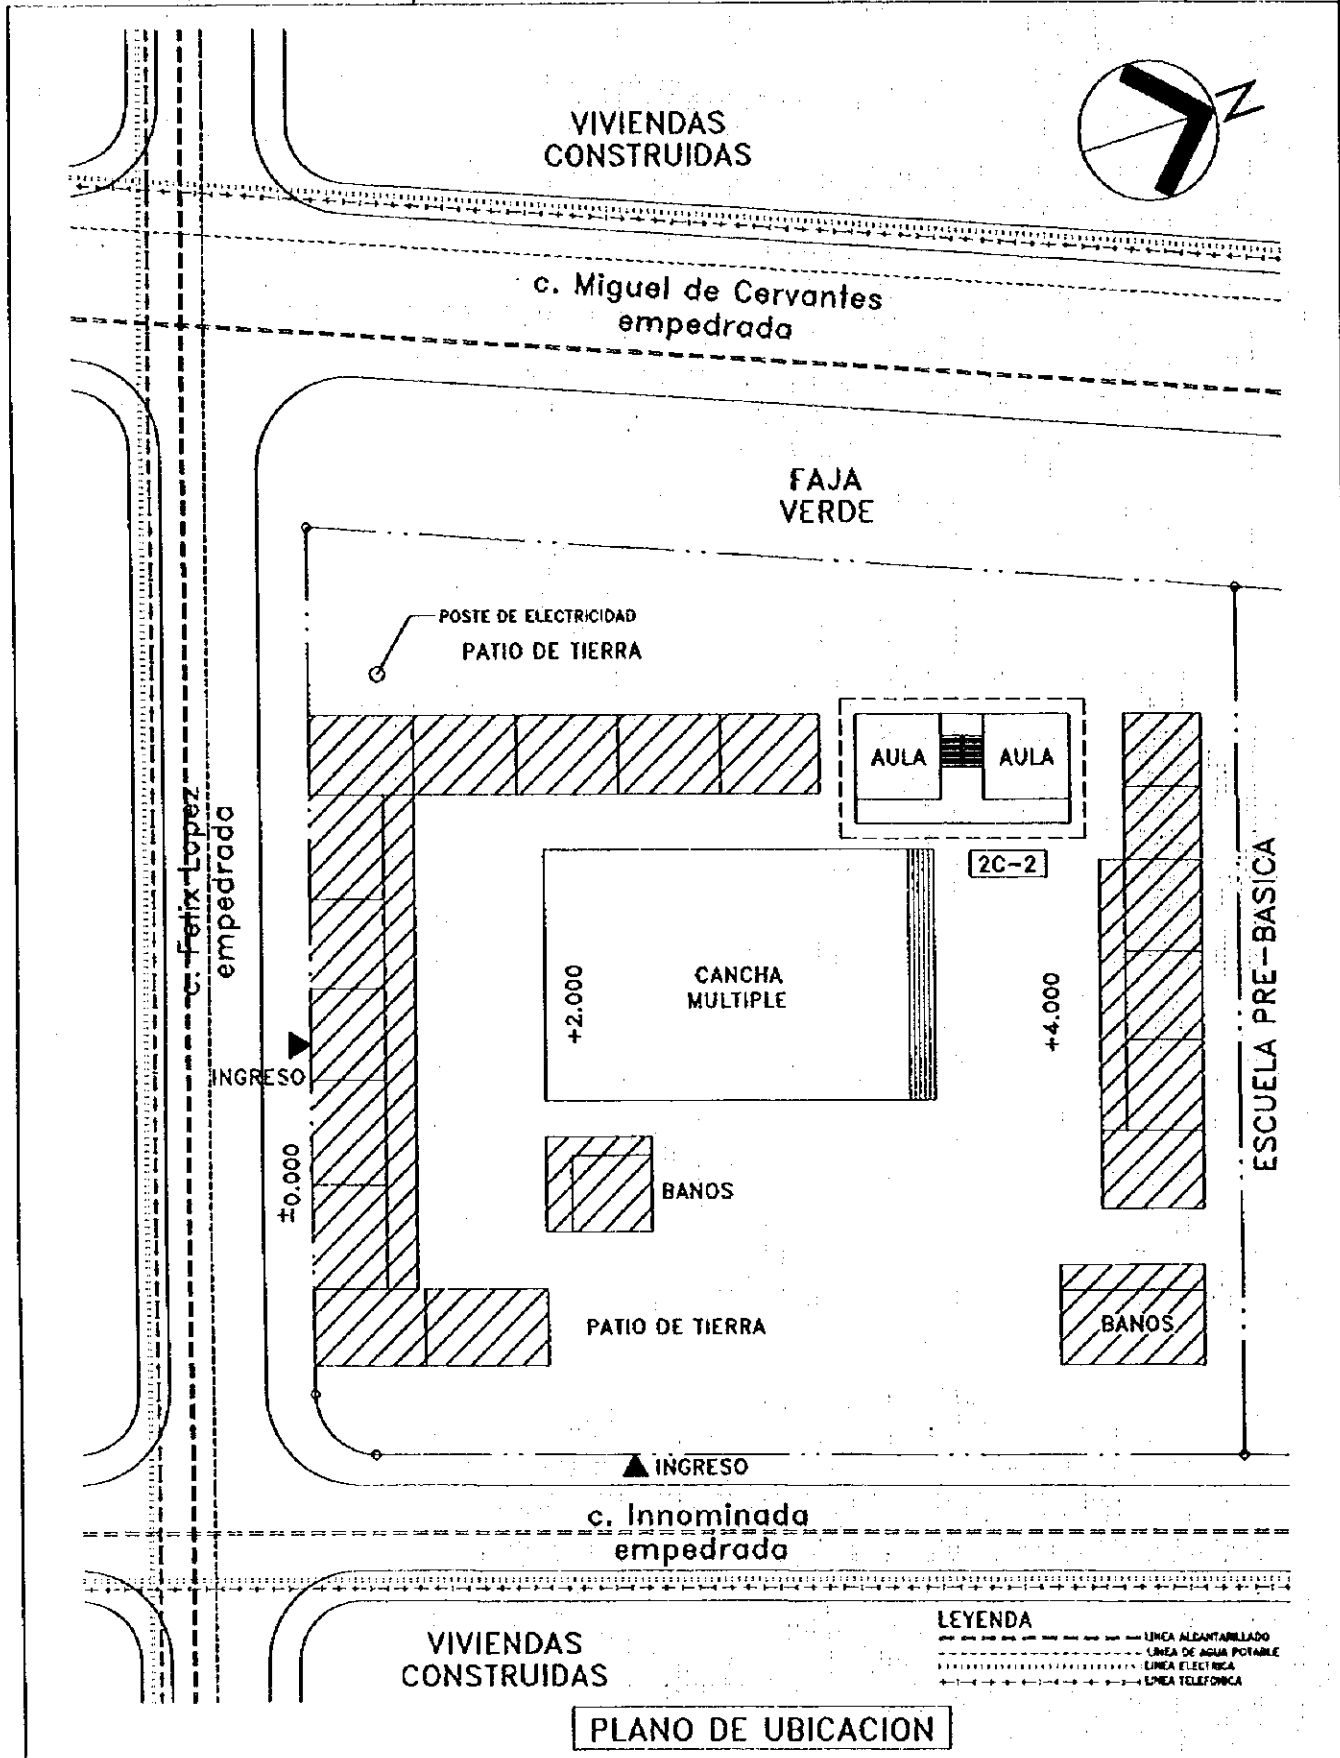 VIVIENDAS
CONSTRUIDAS
N
c. Miguel de Cervantes
empedrada
FAJA
VERDE
POSTE DE ELECTRICIDAD
PATIO DE TIERRA
AULA
AULA
2C-2
c. Felix Lopez
empedrado
CANCHA
MULTIPLE
+2.000
+4.000
ESCUELA PRE-BASICA
INGRESO
±0.000
BANOS
PATIO DE TIERRA
BANOS
INGRESO
c. Innominada
empedrada
VIVIENDAS
CONSTRUIDAS
LEYENDA
LINEA ALCANTARILLADO
LINEA DE AGUA POTABLE
LINEA ELECTRICA
LINEA TELEFONICA
PLANO DE UBICACION